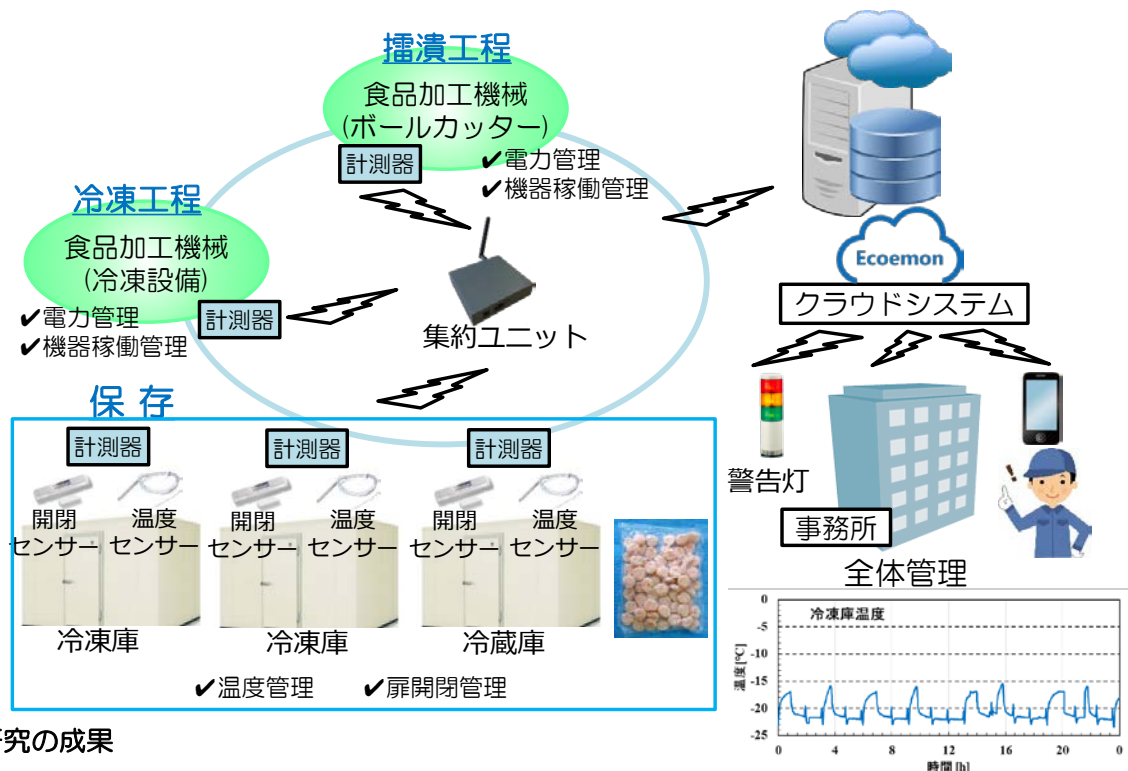 擂潰工程
食品加工機械
(ボールカッター)
計測器
✔電力管理
✔機器稼働管理
冷凍工程
食品加工機械
(冷凍設備)
✔電力管理
計測器
✔機器稼働管理
集約ユニット
Ecoemon
クラウドシステム
警告灯
事務所
全体管理
保 存
計測器
計測器
計測器
開閉
センサー
温度
センサー
開閉
センサー
温度
センサー
開閉
センサー
温度
センサー
冷凍庫
冷凍庫
冷蔵庫
✔温度管理
✔扉開閉管理
冷凍庫温度
温度[℃]
0
-5
-10
-15
-20
-25
0 4 8 12 16 20 0
時間 [h]
究の成果